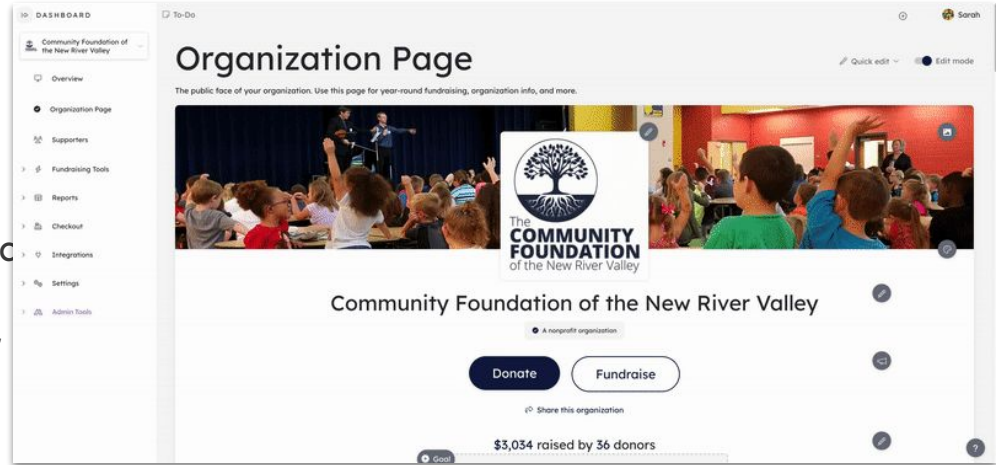 DASHBOARD
To-Do
Sarah
Community Foundation of
the New River Valley
Organization Page
Quick edit
Edit mode
The public face of your organization. Use this page for year-round fundraising, organization info, and more.
Overview
Organization Page
Supporters
Fundraising Tools
Reports
Checkout
Integrations
Settings
Admin Tools
The
COMMUNITY
FOUNDATION
of the New River Valley
Community Foundation of the New River Valley
A nonprofit organization
Donate
Fundraise
Share this organization
$3,034 raised by 36 donors
Goal
?